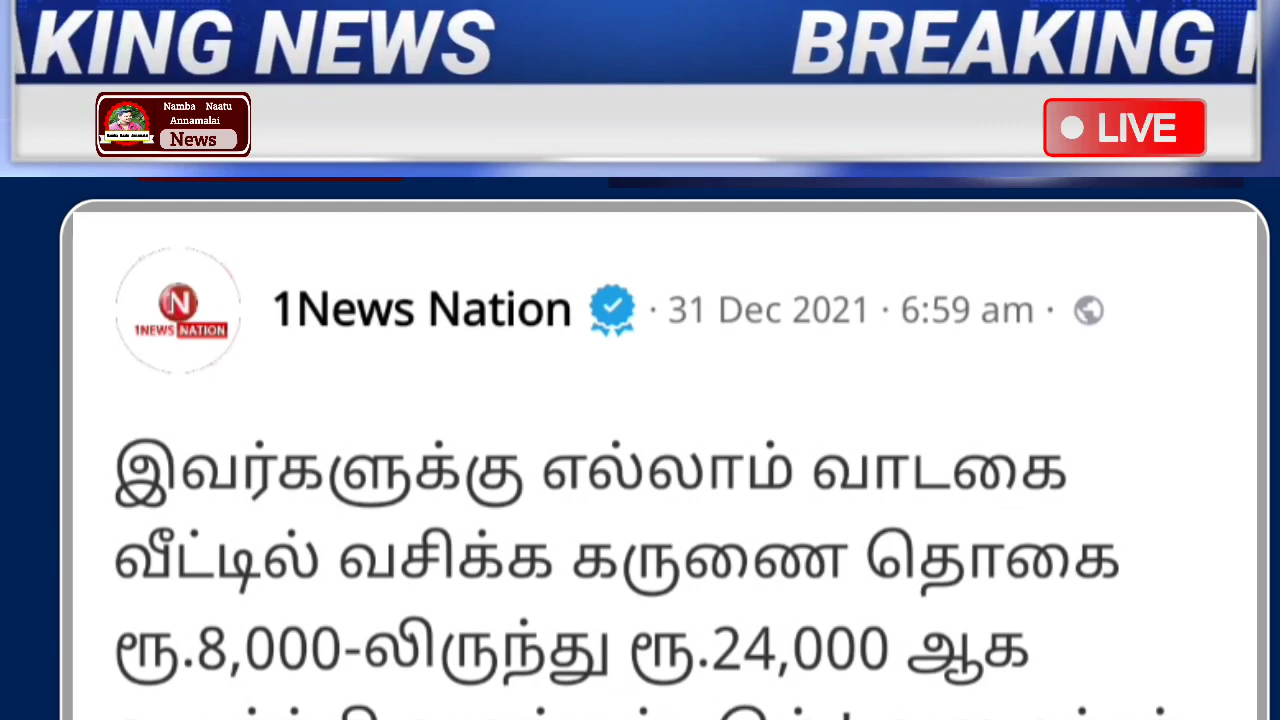 KING NEWS BREAKING
Namba Naatu
Annamalai
News
LIVE
N
1NEWS NATION
1News Nation · 31 Dec 2021 · 6:59 am ·
இவர்களுக்கு எல்லாம் வாடகை
வீட்டில் வசிக்க கருணை தொகை
ரூ.8,000-லிருந்து ரூ.24,000 ஆக